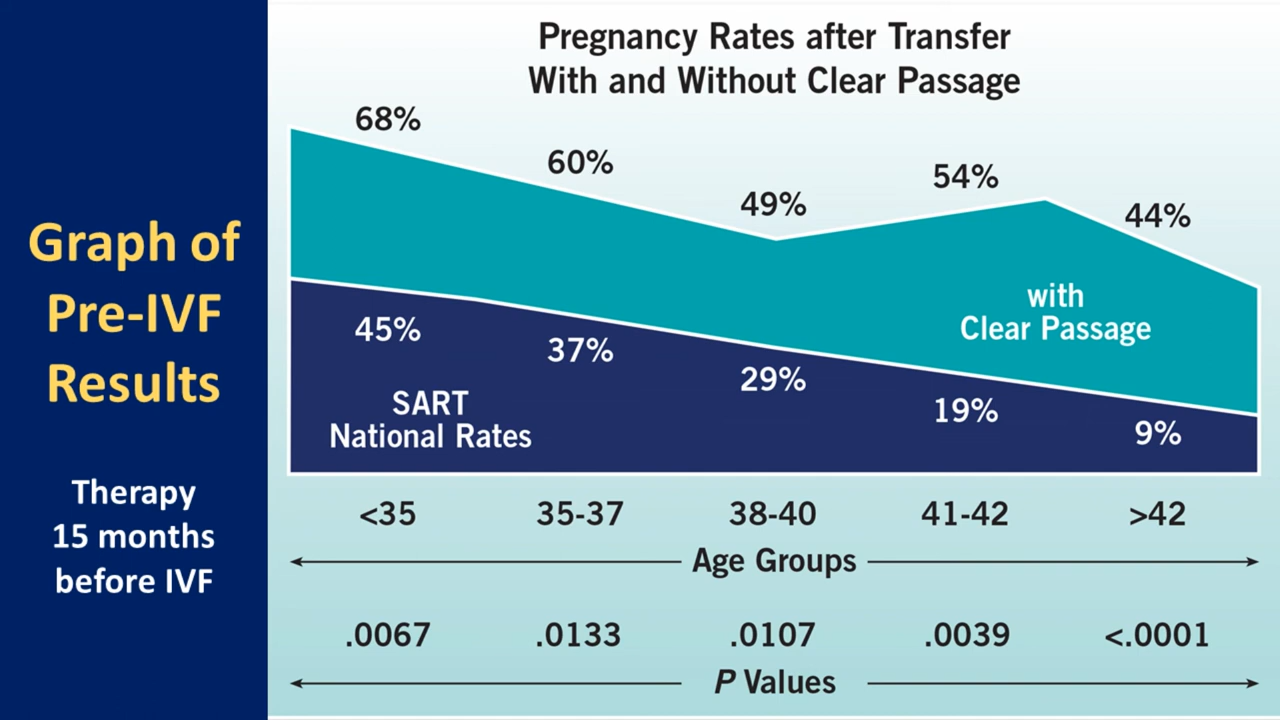 Graph of
Pre-IVF
Results
Therapy
15 months
before IVF
Pregnancy Rates after Transfer
With and Without Clear Passage
68%
60%
49%
54%
44%
with
Clear Passage
45%
37%
29%
19%
9%
SART
National Rates
<35 35-37 38-40 41-42 >42
Age Groups
.0067 .0133 .0107 .0039 <.0001
P Values